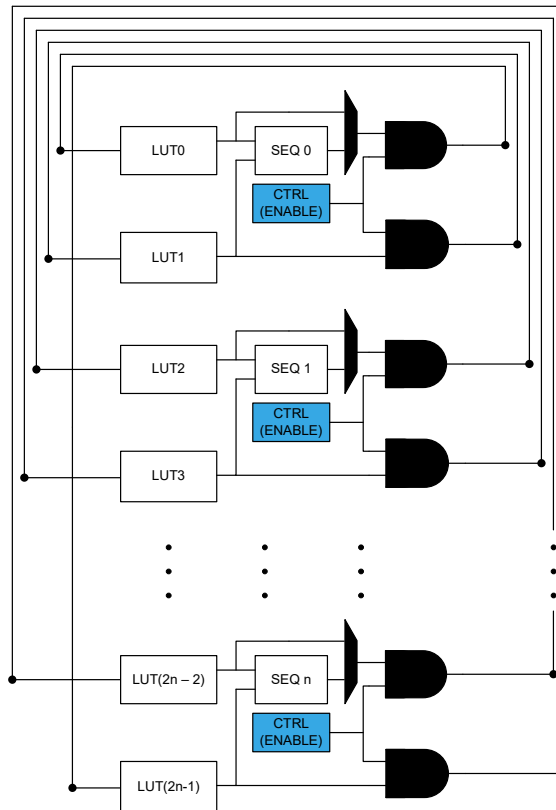 LUT0
SEQ 0
CTRL
(ENABLE)
LUT1
LUT2
SEQ 1
CTRL
(ENABLE)
LUT3
LUT(2n – 2)
SEQ n
CTRL
(ENABLE)
LUT(2n-1)